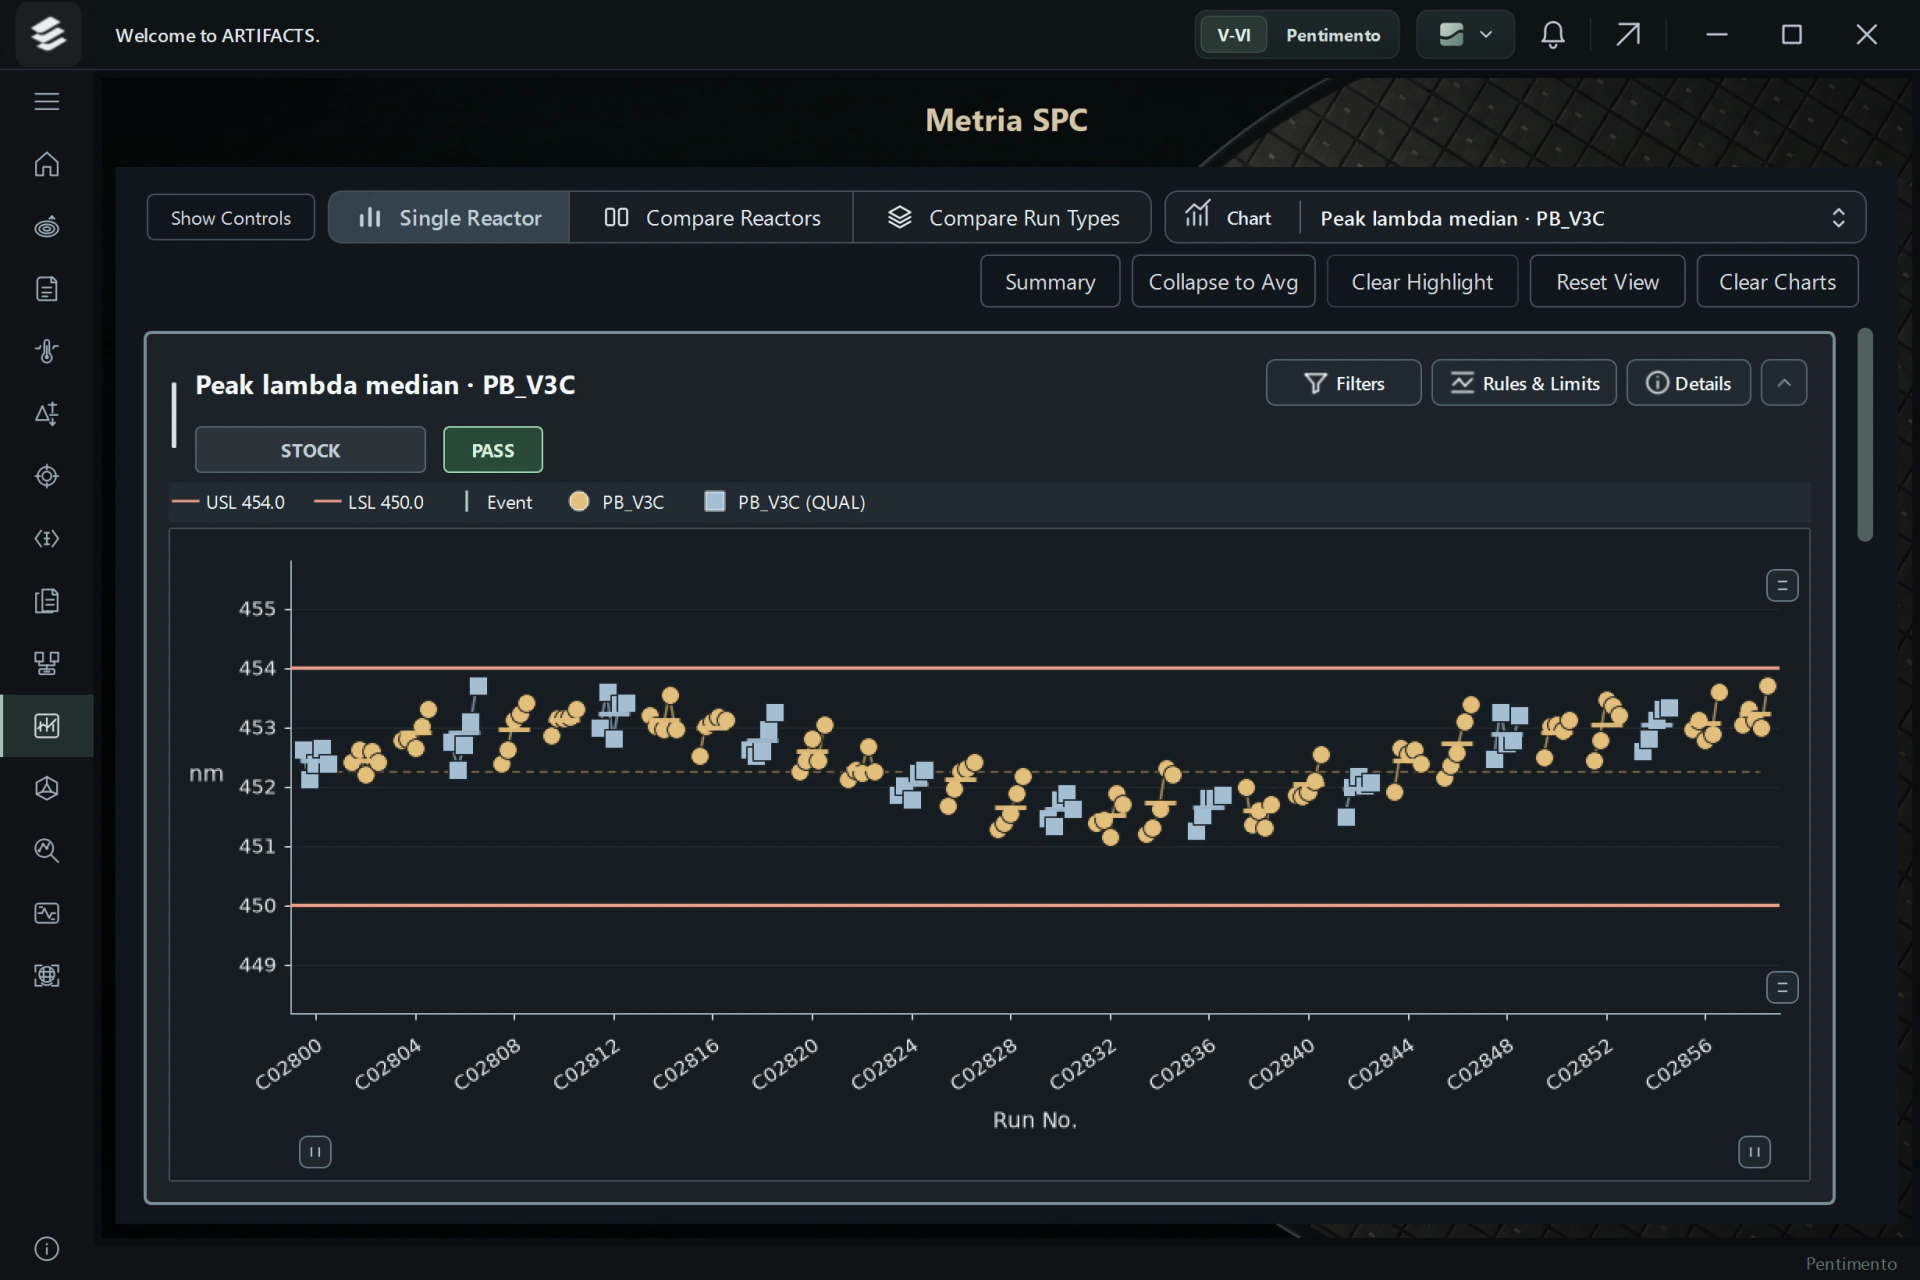 Welcome to ARTIFACTS.
V-VI Pentimento
Metria SPC
Show Controls Single Reactor Compare Reactors Compare Run Types Chart Peak lambda median · PB_V3C
Summary Collapse to Avg Clear Highlight Reset View Clear Charts
Peak lambda median · PB_V3C Filters Rules & Limits Details
STOCK PASS
USL 454.0 LSL 450.0 Event PB_V3C PB_V3C (QUAL)
455
454
453
nm
452
451
450
449
C02800 C02804 C02808 C02812 C02816 C02820 C02824 C02828 C02832 C02836 C02840 C02844 C02848 C02852 C02856
Run No.
Pentimento